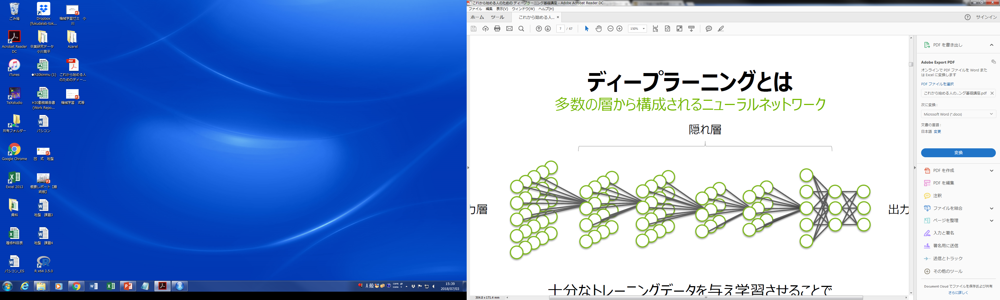 ごみ箱
Dropbox
(fukudalab-tok...
機械学習ゼミ 小
川
Acrobat Reader
DC
卒業研究データ
小川晃平
Azarel
iTunes
●h30kinmu (1)
これから始める人
のためのディー...
TeXstudio
H30勤務報告書
(Work Repo...
機械学習 式等
共有フォルダー
パシコン
Google Chrome
図 式 地盤
Excel 2013
概要レポート【最
終版】
資料
地盤 課題3
履修科目表
地盤 課題4
パシコン_ES
R x64 3.5.0
A 般
CAPS
KANA
15:39
2018/07/03
これから始める人のための ディープラーニング基礎講座 - Adobe Acrobat Reader DC
ファイル 編集 表示(V) ウィンドウ(W) ヘルプ(H)
ホーム ツール これから始める人... ×
サインイン
7 / 67
150%
ディープラーニングとは
多数の層から構成されるニューラルネットワーク
隠れ層
力層
出力
十分なトレーニングデータを与え学習させることで
304.8 x 171.4 mm
PDF を書き出し
Adobe Export PDF
オンラインで PDF ファイルを Word また
は Excel に変換します
PDF ファイルを選択
これから始める人の...ング基礎講座.pdf
次に変換 :
Microsoft Word (*.docx)
文書の言語 :
日本語 変更
変換
PDF を作成
PDF を編集
注釈
ファイルを結合
ページを整理
入力と署名
署名用に送信
送信とトラック
その他のツール
Document Cloud でファイルを保存および共有
さらに詳しく